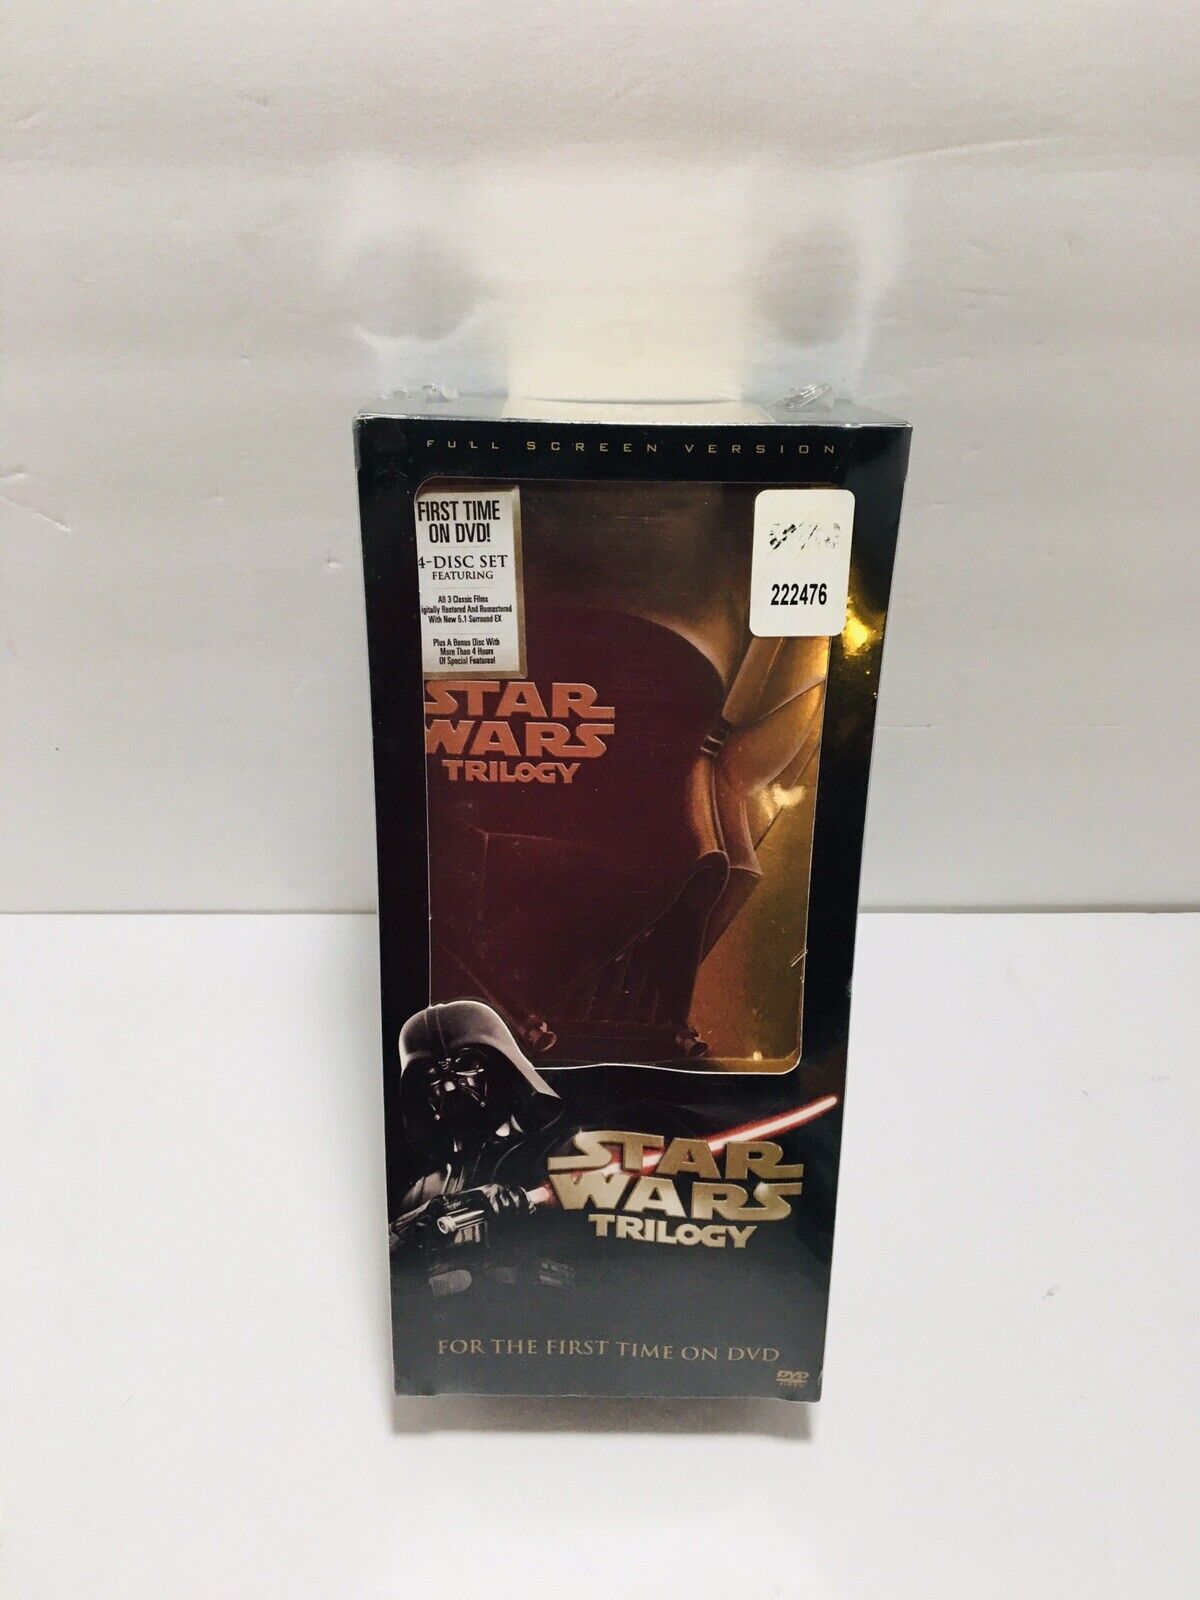 FULL SCREEN VERSION
FIRST TIME
ON DVD!
4-DISC SET
FEATURING
All 3 Classic Films
igitally Restored And Remastered
With New 5.1 Surround EX
Plus A Bonus Disc With
More Than 4 Hours
Of Special Features!
222476
STAR
WARS
TRILOGY
STAR
WARS
TRILOGY
FOR THE FIRST TIME ON DVD
DVD
VIDEO